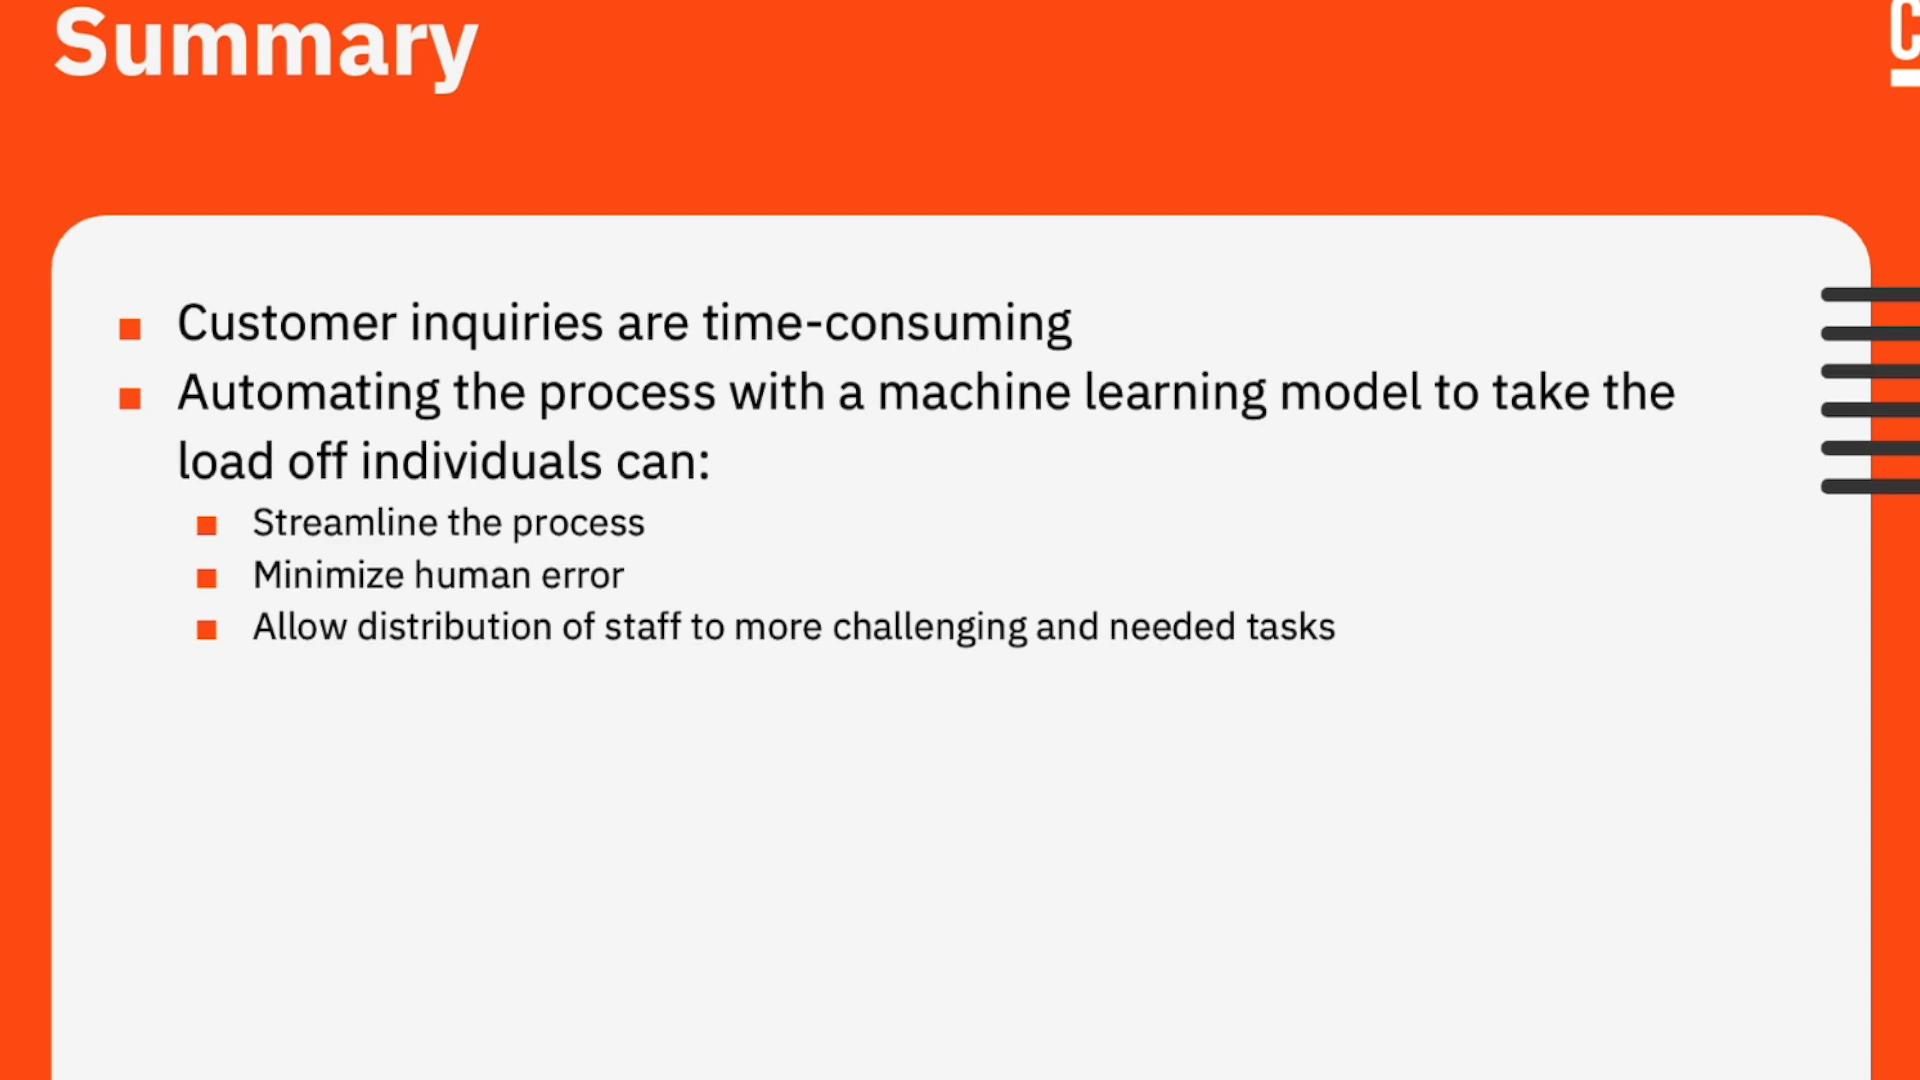 Summary
Customer inquiries are time-consuming
Automating the process with a machine learning model to take the
load off individuals can:
Streamline the process
Minimize human error
Allow distribution of staff to more challenging and needed tasks